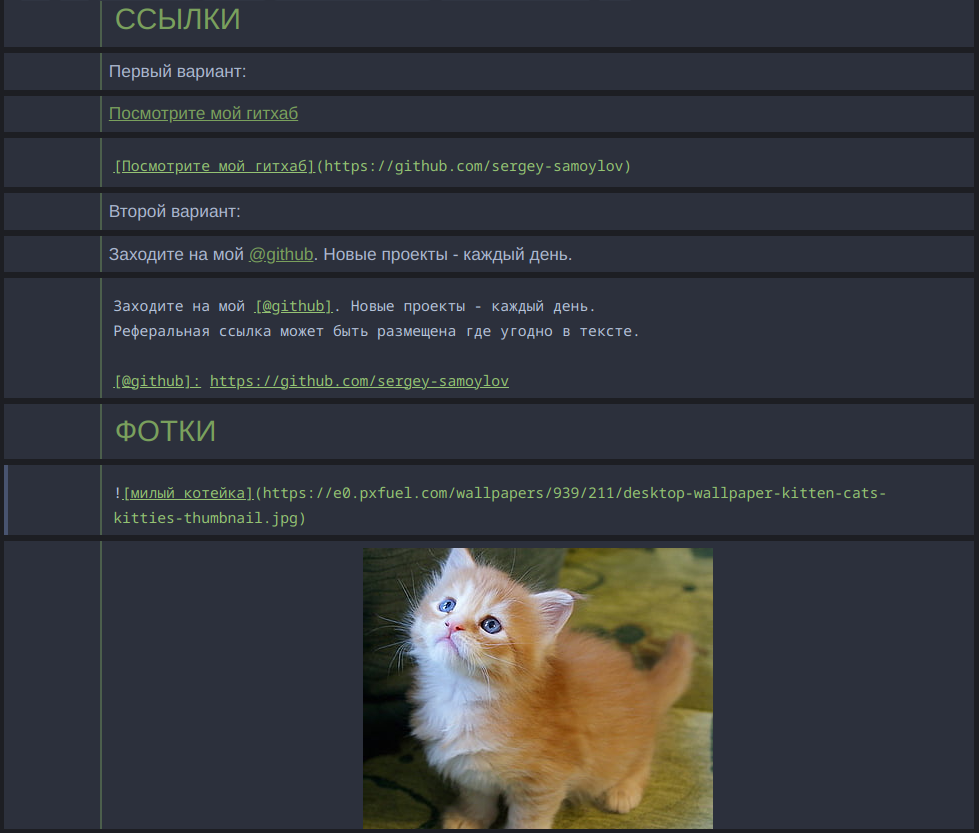 ССЫЛКИ
Первый вариант:
Посмотрите мой гитхаб
[Посмотрите мой гитхаб](https://github.com/sergey-samoylov)
Второй вариант:
Заходите на мой @github. Новые проекты - каждый день.
Заходите на мой [@github]. Новые проекты - каждый день.
Реферальная ссылка может быть размещена где угодно в тексте.
[@github]: https://github.com/sergey-samoylov
ФОТКИ
![милый котейка](https://e0.pxfuel.com/wallpapers/939/211/desktop-wallpaper-kitten-cats-
kitties-thumbnail.jpg)